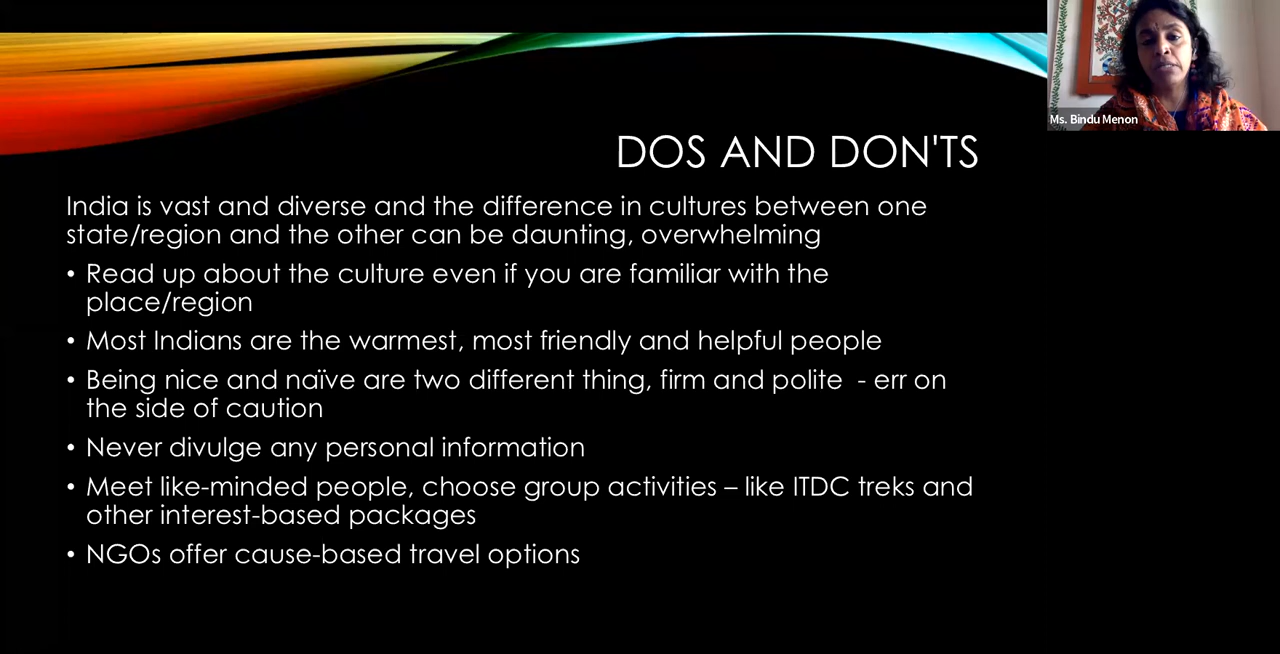 Ms. Bindu Menon
DOS AND DON'TS
India is vast and diverse and the difference in cultures between one
state/region and the other can be daunting, overwhelming
• Read up about the culture even if you are familiar with the
place/region
• Most Indians are the warmest, most friendly and helpful people
• Being nice and naïve are two different thing, firm and polite - err on
the side of caution
• Never divulge any personal information
• Meet like-minded people, choose group activities – like ITDC treks and
other interest-based packages
• NGOs offer cause-based travel options